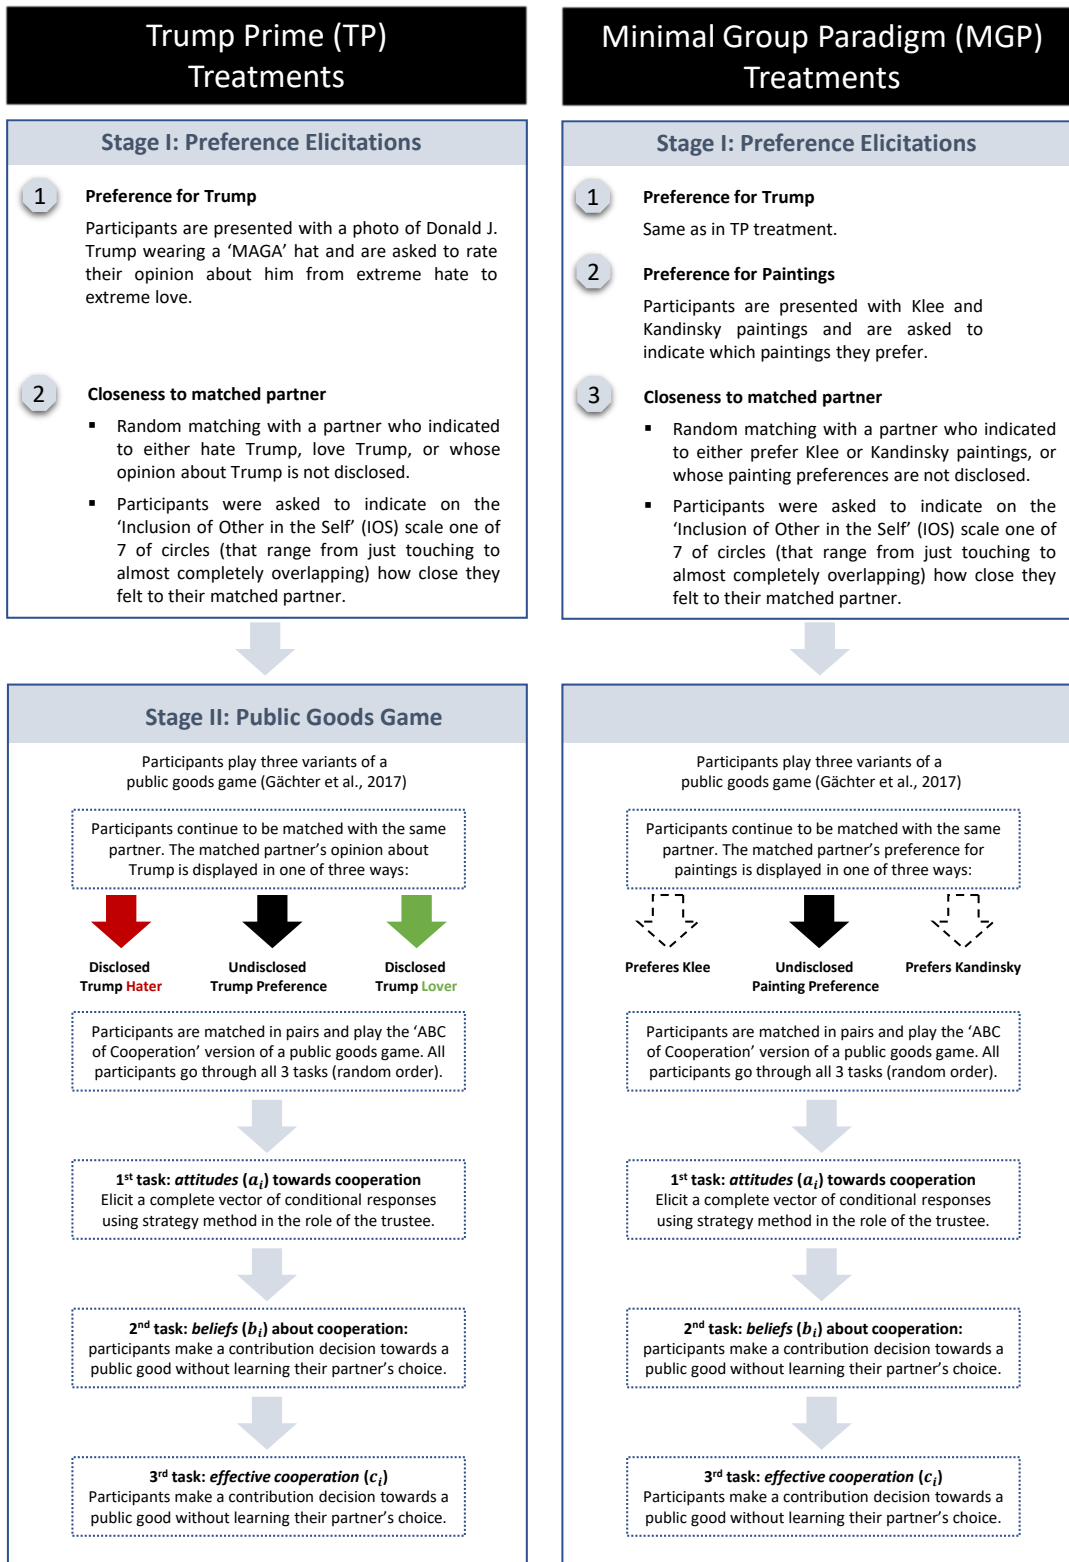 Trump Prime (TP)
Treatments
Stage I: Preference Elicitations
1
Preference for Trump
Participants are presented with a photo of Donald J.
Trump wearing a ‘MAGA’ hat and are asked to rate
their opinion about him from extreme hate to
extreme love.
2
Closeness to matched partner
▪ Random matching with a partner who indicated
to either hate Trump, love Trump, or whose
opinion about Trump is not disclosed.
▪ Participants were asked to indicate on the
‘Inclusion of Other in the Self’ (IOS) scale one of
7 of circles (that range from just touching to
almost completely overlapping) how close they
felt to their matched partner.
Stage II: Public Goods Game
Participants play three variants of a
public goods game (Gächter et al., 2017)
Participants continue to be matched with the same
partner. The matched partner’s opinion about
Trump is displayed in one of three ways:
Disclosed
Trump Hater
Undisclosed
Trump Preference
Disclosed
Trump Lover
Participants are matched in pairs and play the ‘ABC
of Cooperation’ version of a public goods game. All
participants go through all 3 tasks (random order).
1st task: attitudes (a_i) towards cooperation
Elicit a complete vector of conditional responses
using strategy method in the role of the trustee.
2nd task: beliefs (b_i) about cooperation:
participants make a contribution decision towards a
public good without learning their partner’s choice.
3rd task: effective cooperation (c_i)
Participants make a contribution decision towards a
public good without learning their partner’s choice.
Minimal Group Paradigm (MGP)
Treatments
Stage I: Preference Elicitations
1
Preference for Trump
Same as in TP treatment.
2
Preference for Paintings
Participants are presented with Klee and
Kandinsky paintings and are asked to
indicate which paintings they prefer.
3
Closeness to matched partner
▪ Random matching with a partner who indicated
to either prefer Klee or Kandinsky paintings, or
whose painting preferences are not disclosed.
▪ Participants were asked to indicate on the
‘Inclusion of Other in the Self’ (IOS) scale one of
7 of circles (that range from just touching to
almost completely overlapping) how close they
felt to their matched partner.
Participants play three variants of a
public goods game (Gächter et al., 2017)
Participants continue to be matched with the same
partner. The matched partner’s preference for
paintings is displayed in one of three ways:
Preferes Klee
Undisclosed
Painting Preference
Prefers Kandinsky
Participants are matched in pairs and play the ‘ABC
of Cooperation’ version of a public goods game. All
participants go through all 3 tasks (random order).
1st task: attitudes (a_i) towards cooperation
Elicit a complete vector of conditional responses
using strategy method in the role of the trustee.
2nd task: beliefs (b_i) about cooperation:
participants make a contribution decision towards a
public good without learning their partner’s choice.
3rd task: effective cooperation (c_i)
Participants make a contribution decision towards a
public good without learning their partner’s choice.